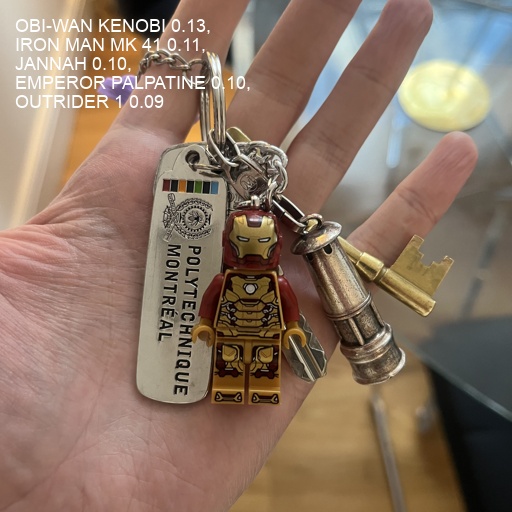 OBI-WAN KENOBI 0.13,
IRON MAN MK 41 0.11,
JANNAH 0.10,
EMPEROR PALPATINE 0.10,
OUTRIDER 1 0.09
POLYTECHNIQUE
MONTRÉAL